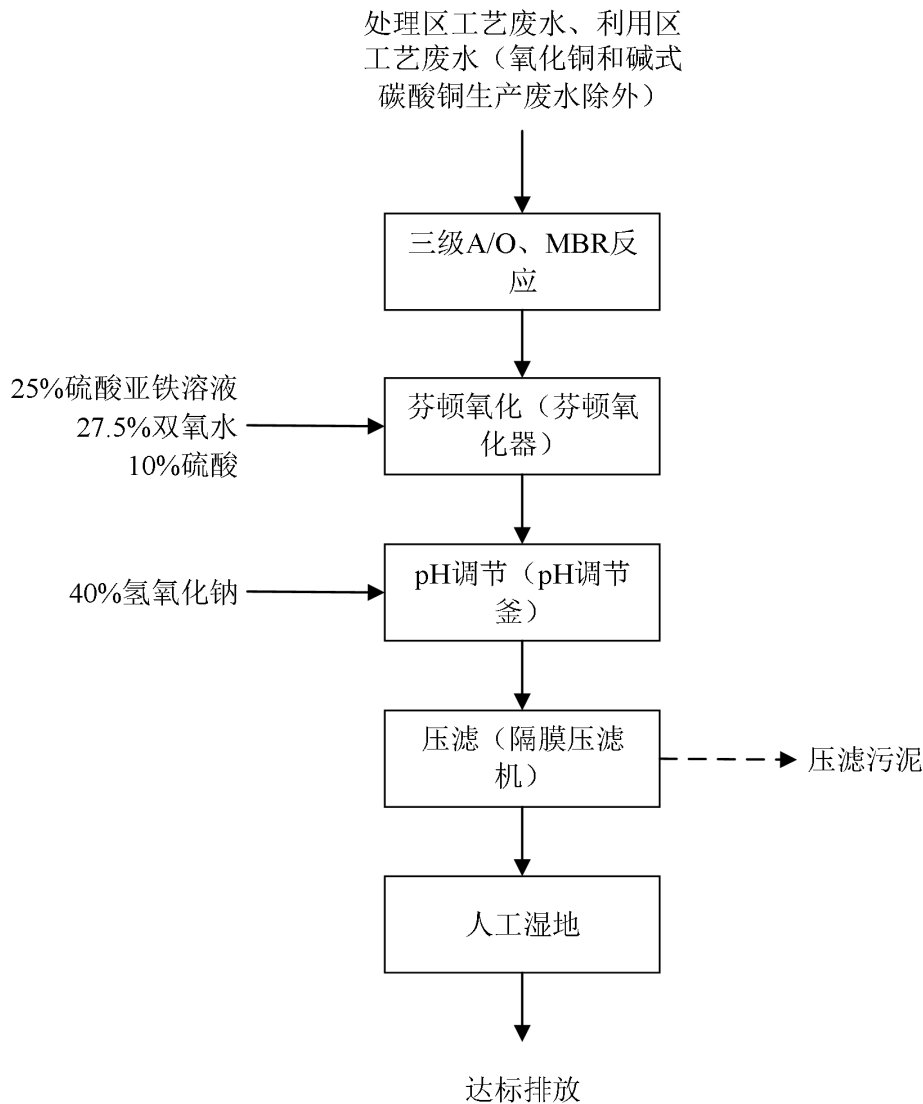 处理区工艺废水、利用区
工艺废水（氧化铜和碱式
碳酸铜生产废水除外）
三级A/O、MBR反
应
25%硫酸亚铁溶液
27.5%双氧水
10%硫酸
芬顿氧化（芬顿氧
化器）
40%氢氧化钠
pH调节（pH调节
釜）
压滤（隔膜压滤
机）
压滤污泥
人工湿地
达标排放